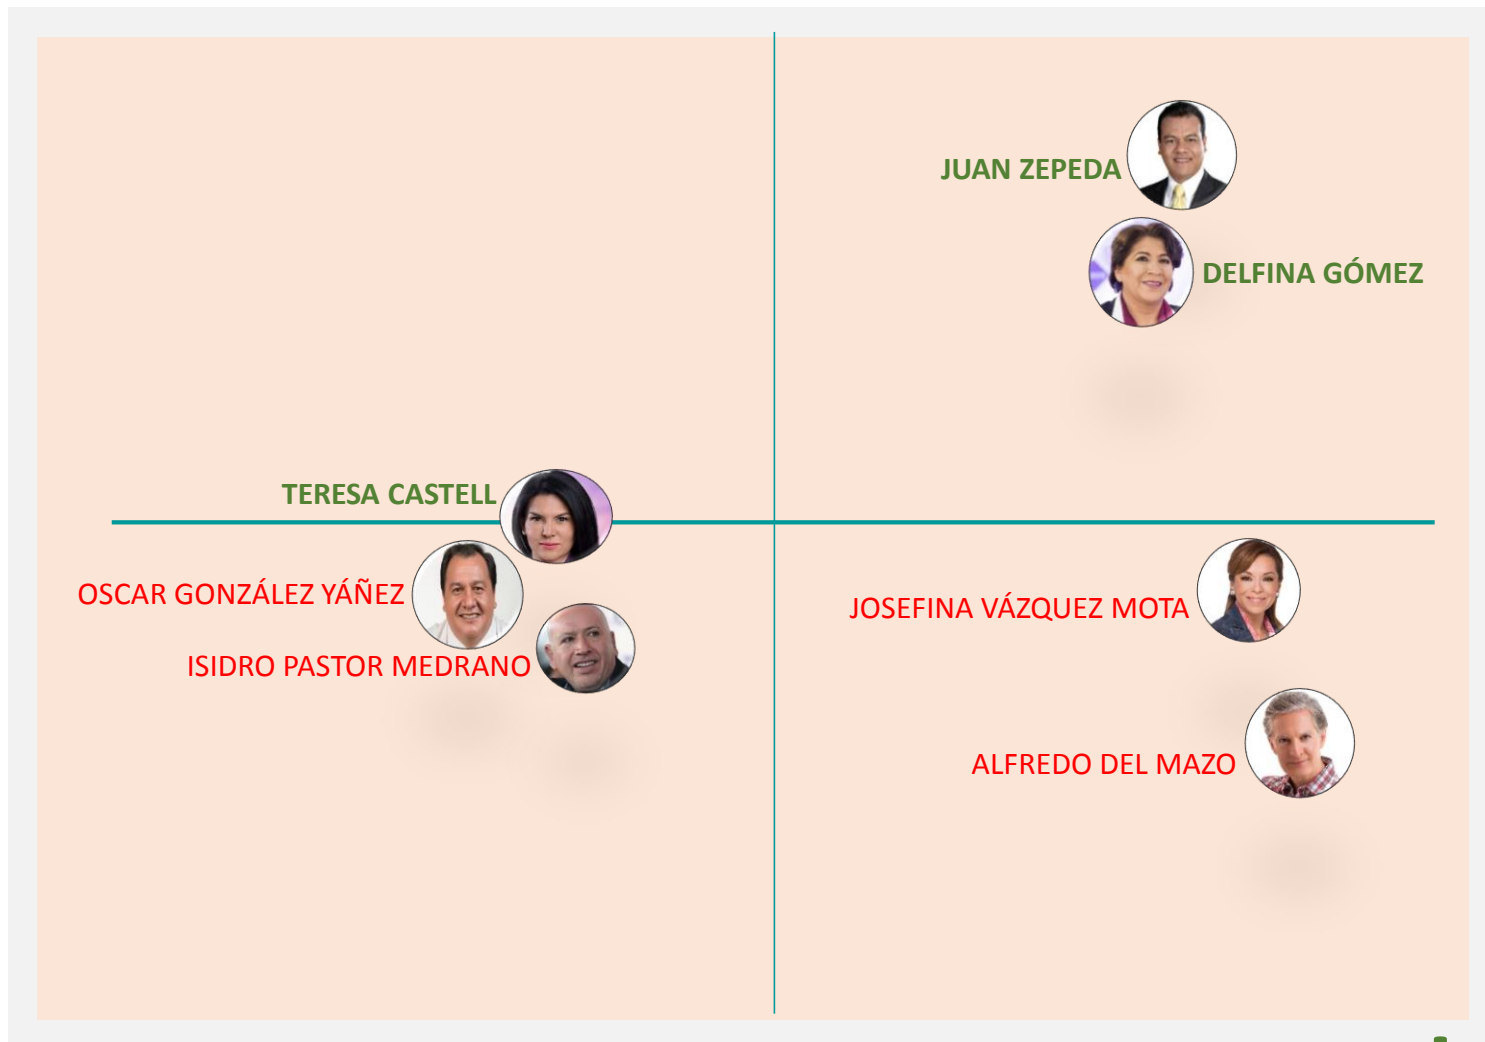 JUAN ZEPEDA
DELFINA GÓMEZ
TERESA CASTELL
OSCAR GONZÁLEZ YÁÑEZ
JOSEFINA VÁZQUEZ MOTA
ISIDRO PASTOR MEDRANO
ALFREDO DEL MAZO